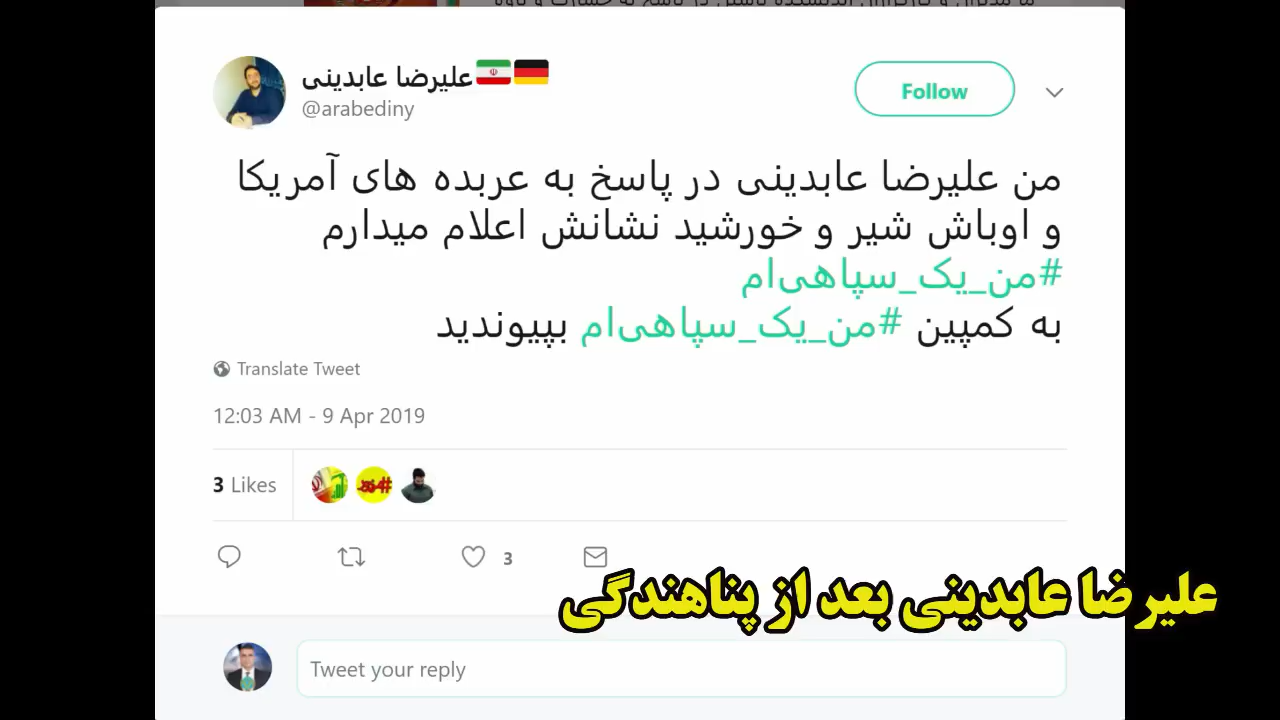 علیرضا عابدینی
@arabediny
Follow
من علیرضا عابدینی در پاسخ به عربده های آمریکا
و اوباش شیر و خورشید نشانش اعلام میدارم
#من_یک_سپاهی‌ام
به کمپین #من_یک_سپاهی‌ام بپیوندید
Translate Tweet
12:03 AM - 9 Apr 2019
3 Likes
3
علیرضا عابدینی بعد از پناهندگی
Tweet your reply